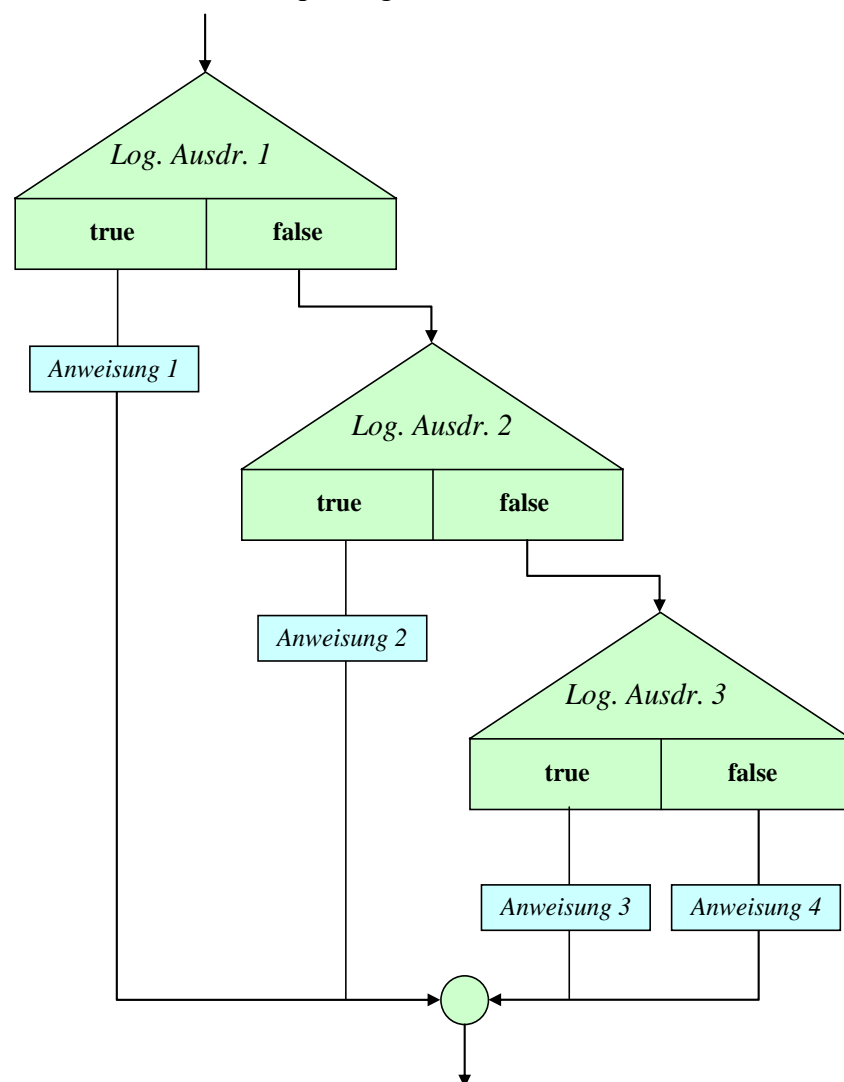 Log. Ausdr. 1
true false
Anweisung 1
Log. Ausdr. 2
true false
Anweisung 2
Log. Ausdr. 3
true false
Anweisung 3 Anweisung 4